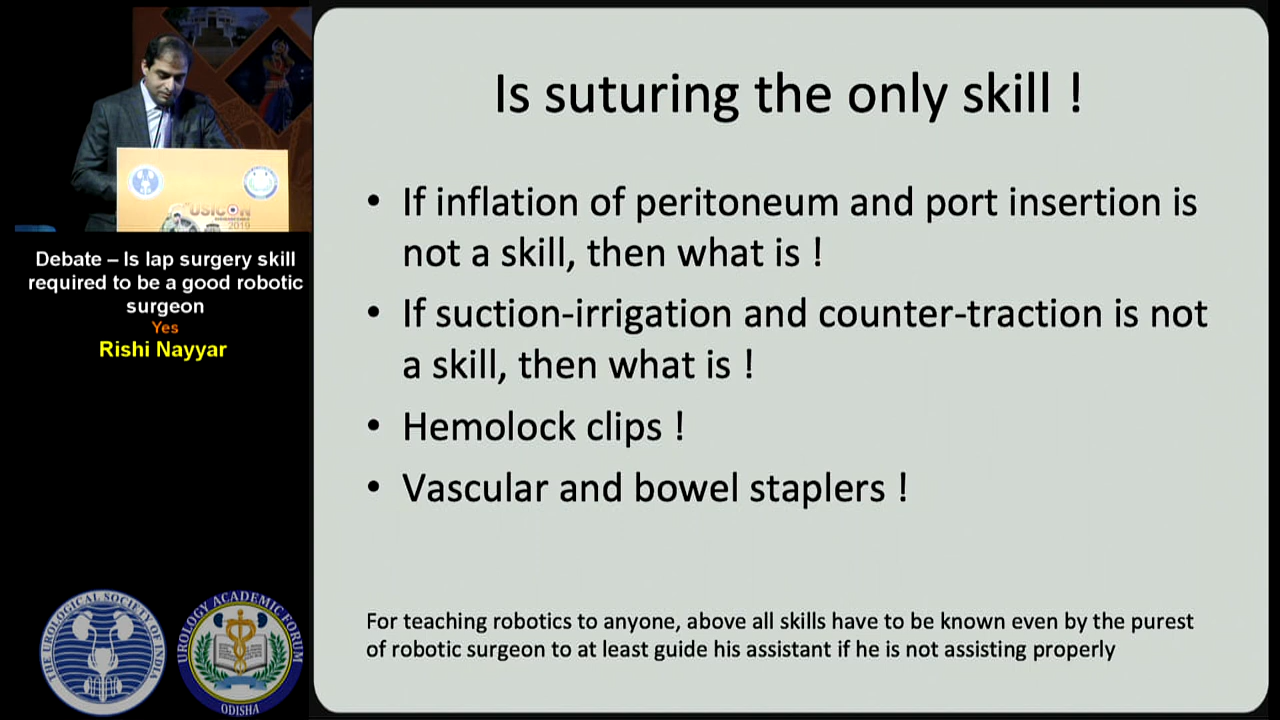 Is suturing the only skill !
• If inflation of peritoneum and port insertion is
not a skill, then what is !
• If suction-irrigation and counter-traction is not
a skill, then what is !
• Hemolock clips !
• Vascular and bowel staplers !
For teaching robotics to anyone, above all skills have to be known even by the purest
of robotic surgeon to at least guide his assistant if he is not assisting properly
USICON
2019
Debate – Is lap surgery skill
required to be a good robotic
surgeon
Yes
Rishi Nayyar
THE UROLOGICAL SOCIETY OF INDIA
UROLOGY ACADEMIC FORUM
ODISHA